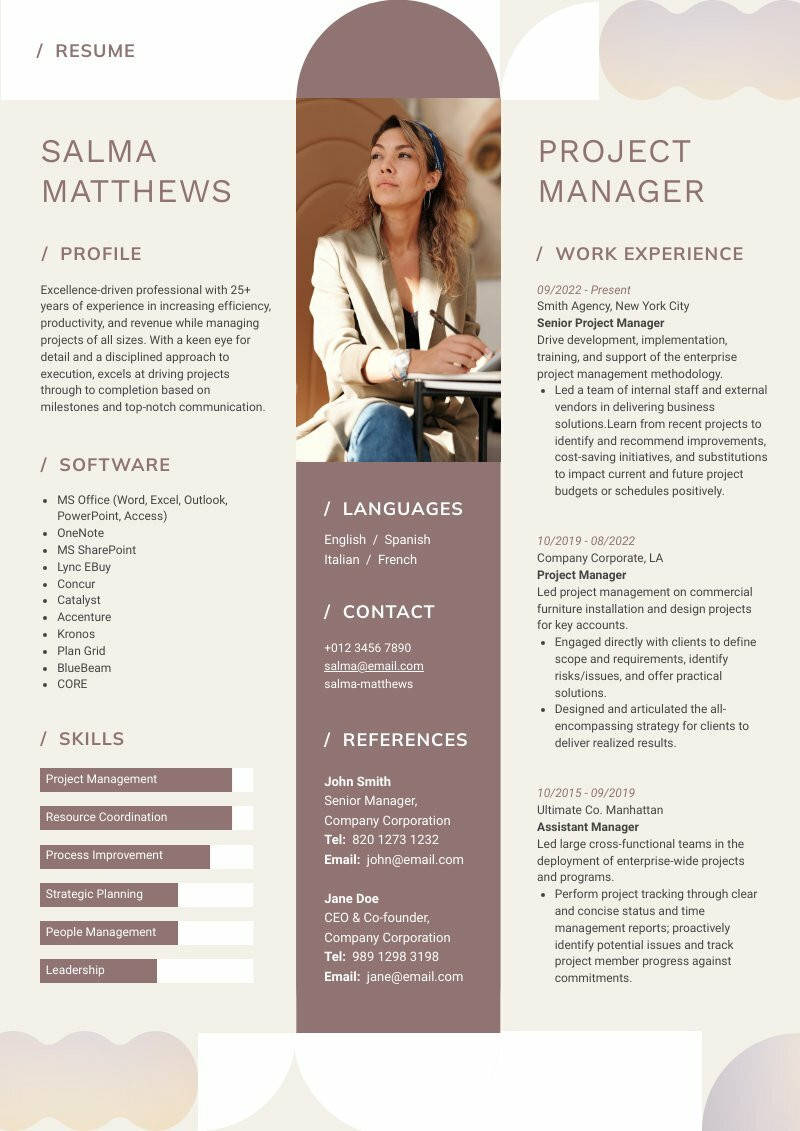 / RESUME
SALMA
MATTHEWS
/ PROFILE
Excellence-driven professional with 25+
years of experience in increasing efficiency,
productivity, and revenue while managing
projects of all sizes. With a keen eye for
detail and a disciplined approach to
execution, excels at driving projects
through to completion based on
milestones and top-notch communication.
/ SOFTWARE
• MS Office (Word, Excel, Outlook,
PowerPoint, Access)
• OneNote
• MS SharePoint
• Lync EBuy
• Concur
• Catalyst
• Accenture
• Kronos
• Plan Grid
• BlueBeam
• CORE
/ SKILLS
Project Management
Resource Coordination
Process Improvement
Strategic Planning
People Management
Leadership
/ LANGUAGES
English / Spanish
Italian / French
/ CONTACT
+012 3456 7890
salma@email.com
salma-matthews
/ REFERENCES
John Smith
Senior Manager,
Company Corporation
Tel: 820 1273 1232
Email: john@email.com
Jane Doe
CEO & Co-founder,
Company Corporation
Tel: 989 1298 3198
Email: jane@email.com
PROJECT
MANAGER
/ WORK EXPERIENCE
09/2022 - Present
Smith Agency, New York City
Senior Project Manager
Drive development, implementation,
training, and support of the enterprise
project management methodology.
• Led a team of internal staff and external
vendors in delivering business
solutions.Learn from recent projects to
identify and recommend improvements,
cost-saving initiatives, and substitutions
to impact current and future project
budgets or schedules positively.
10/2019 - 08/2022
Company Corporate, LA
Project Manager
Led project management on commercial
furniture installation and design projects
for key accounts.
• Engaged directly with clients to define
scope and requirements, identify
risks/issues, and offer practical
solutions.
• Designed and articulated the all-
encompassing strategy for clients to
deliver realized results.
10/2015 - 09/2019
Ultimate Co. Manhattan
Assistant Manager
Led large cross-functional teams in the
deployment of enterprise-wide projects
and programs.
• Perform project tracking through clear
and concise status and time
management reports; proactively
identify potential issues and track
project member progress against
commitments.